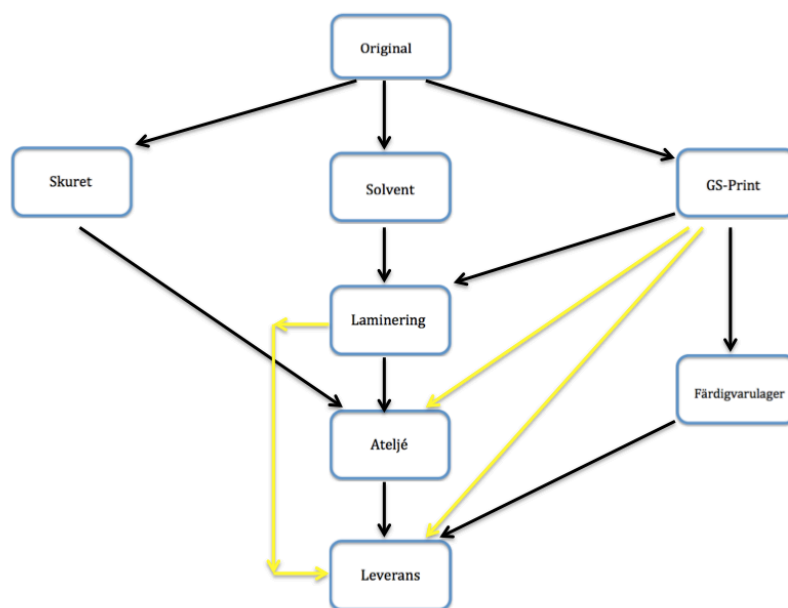 Original
Skuret
Solvent
GS-Print
Laminering
Färdigvarulager
Ateljé
Leverans